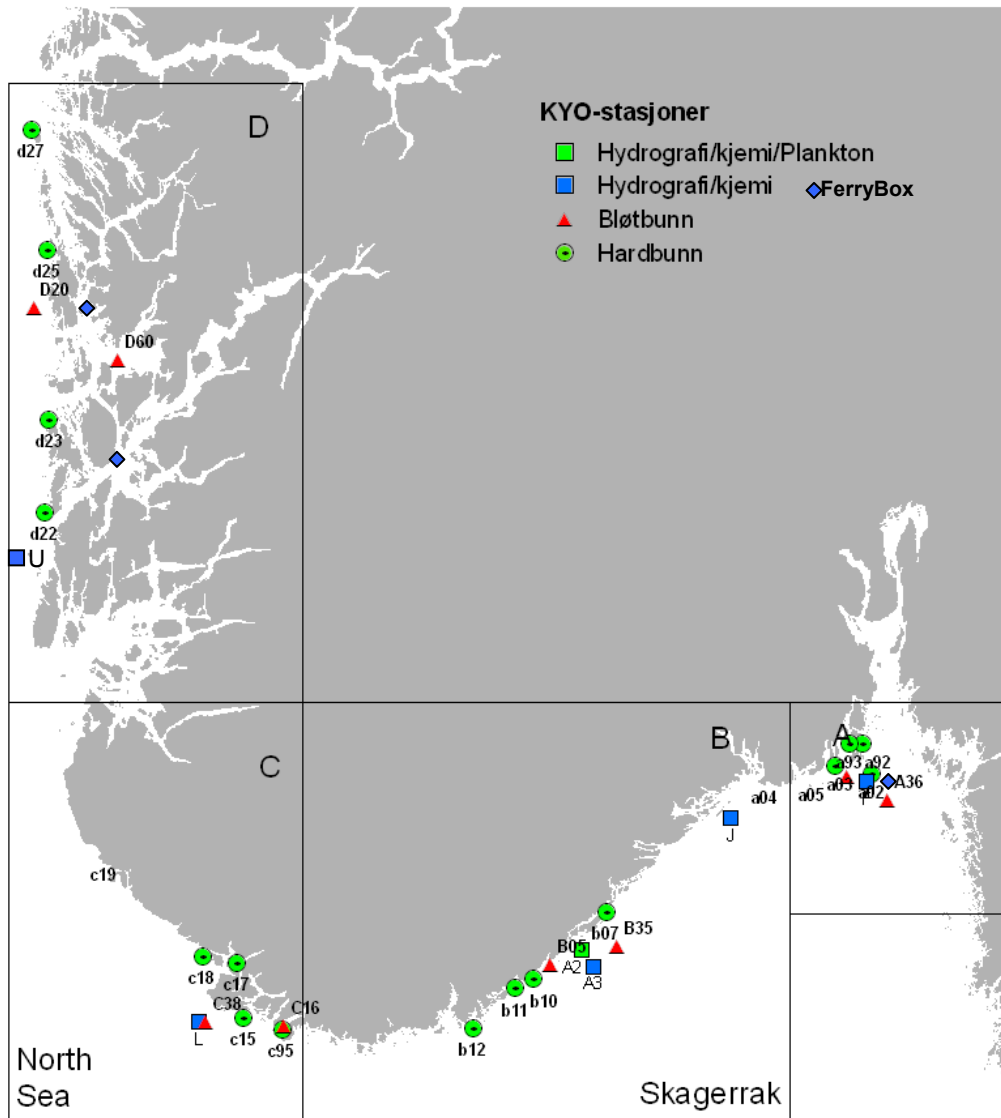 D
d27
KYO-stasjoner
Hydrografi/kjemi/Plankton
Hydrografi/kjemi
FerryBox
Bløtbunn
Hardbunn
d25
D20
D60
d23
d22
U
B
A
C
a93
a92
a03
a02
A36
a05
a04
J
c19
b07
B35
B05
A2
A3
c18
c17
b10
b11
C38
C16
L
c15
c95
b12
North
Sea
Skagerrak